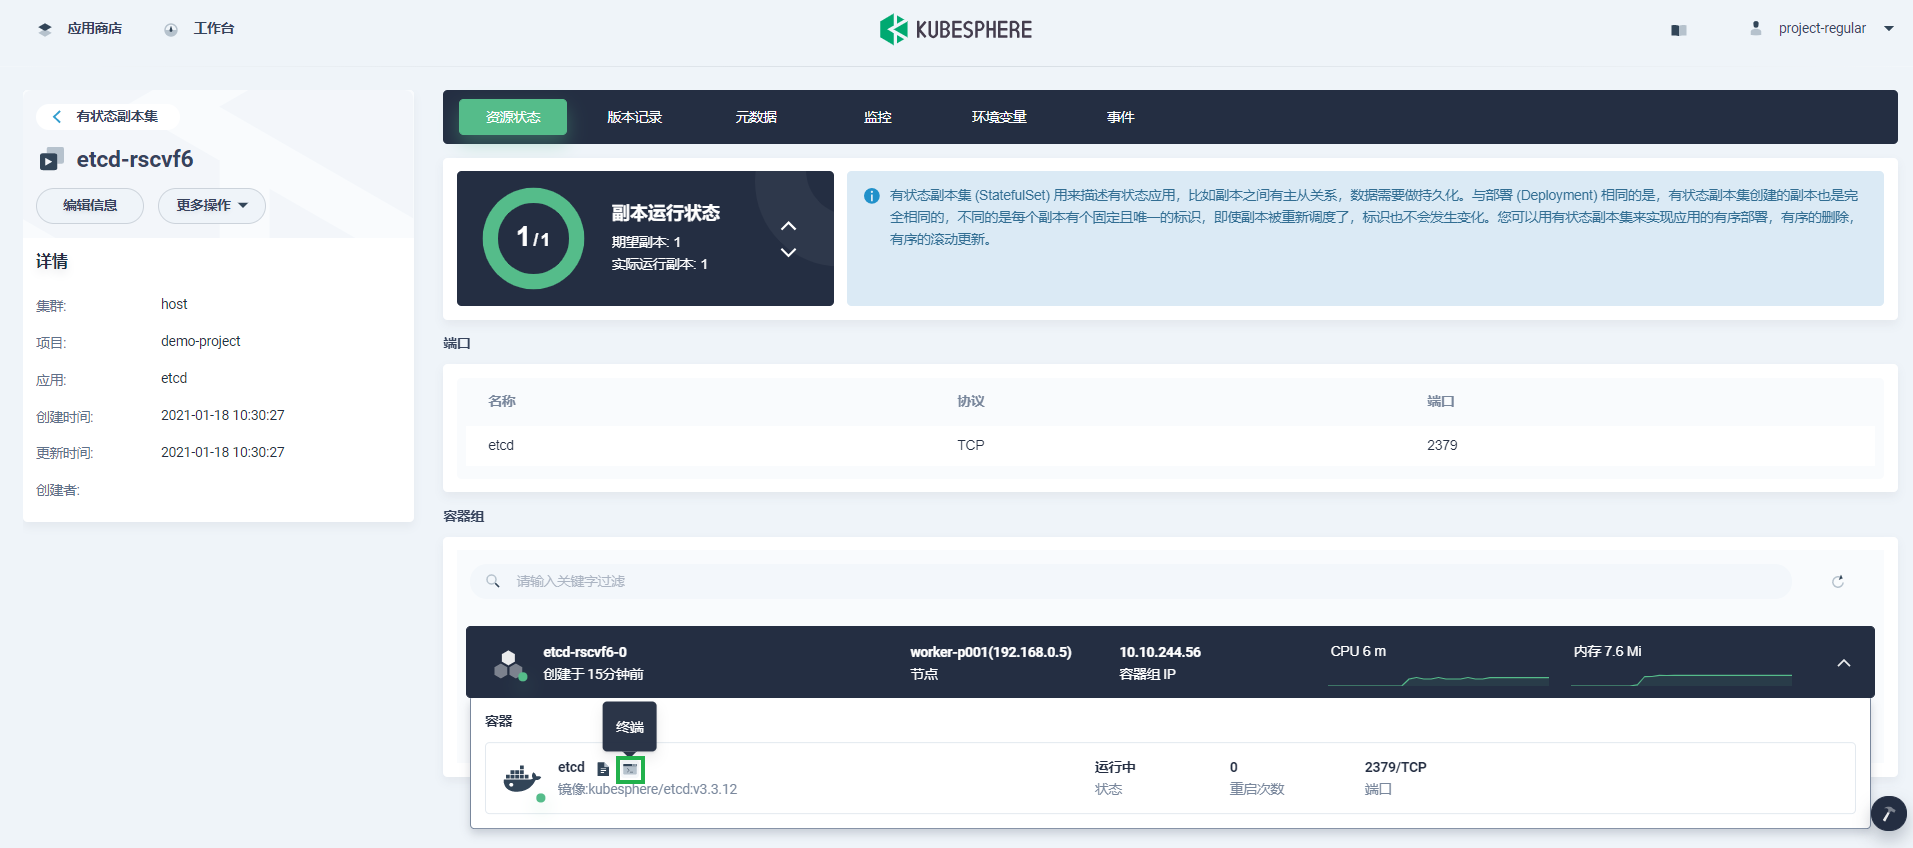 应用商店
工作台
KUBESPHERE
project-regular
有状态副本集
etcd-rscvf6
编辑信息
更多操作
详情
集群: host
项目: demo-project
应用: etcd
创建时间: 2021-01-18 10:30:27
更新时间: 2021-01-18 10:30:27
创建者:
资源状态 版本记录 元数据 监控 环境变量 事件
1/1
副本运行状态
期望副本: 1
实际运行副本: 1
有状态副本集 (StatefulSet) 用来描述有状态应用，比如副本之间有主从关系，数据需要做持久化。与部署 (Deployment) 相同的是，有状态副本集创建的副本也是完
全相同的，不同的是每个副本有个固定且唯一的标识，即使副本被重新调度了，标识也不会发生变化。您可以用有状态副本集来实现应用的有序部署，有序的删除，
有序的滚动更新。
端口
名称 协议 端口
etcd TCP 2379
容器组
请输入关键字过滤
etcd-rscvf6-0
创建于 15分钟前
worker-p001(192.168.0.5)
节点
10.10.244.56
容器组 IP
CPU 6 m
内存 7.6 Mi
容器
终端
etcd
镜像:kubesphere/etcd:v3.3.12
运行中
状态
0
重启次数
2379/TCP
端口